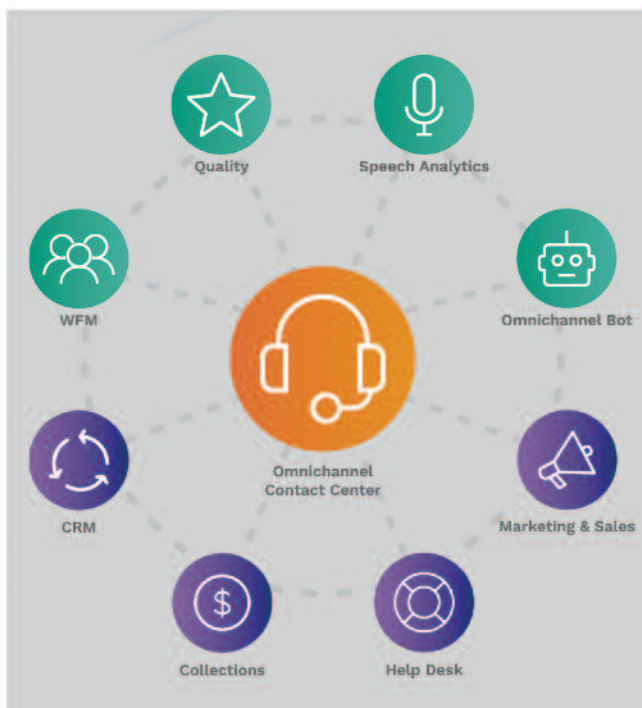 Quality
Speech Analytics
WFM
Omnichannel Bot
Omnichannel
Contact Center
CRM
Marketing & Sales
$
Collections
Help Desk